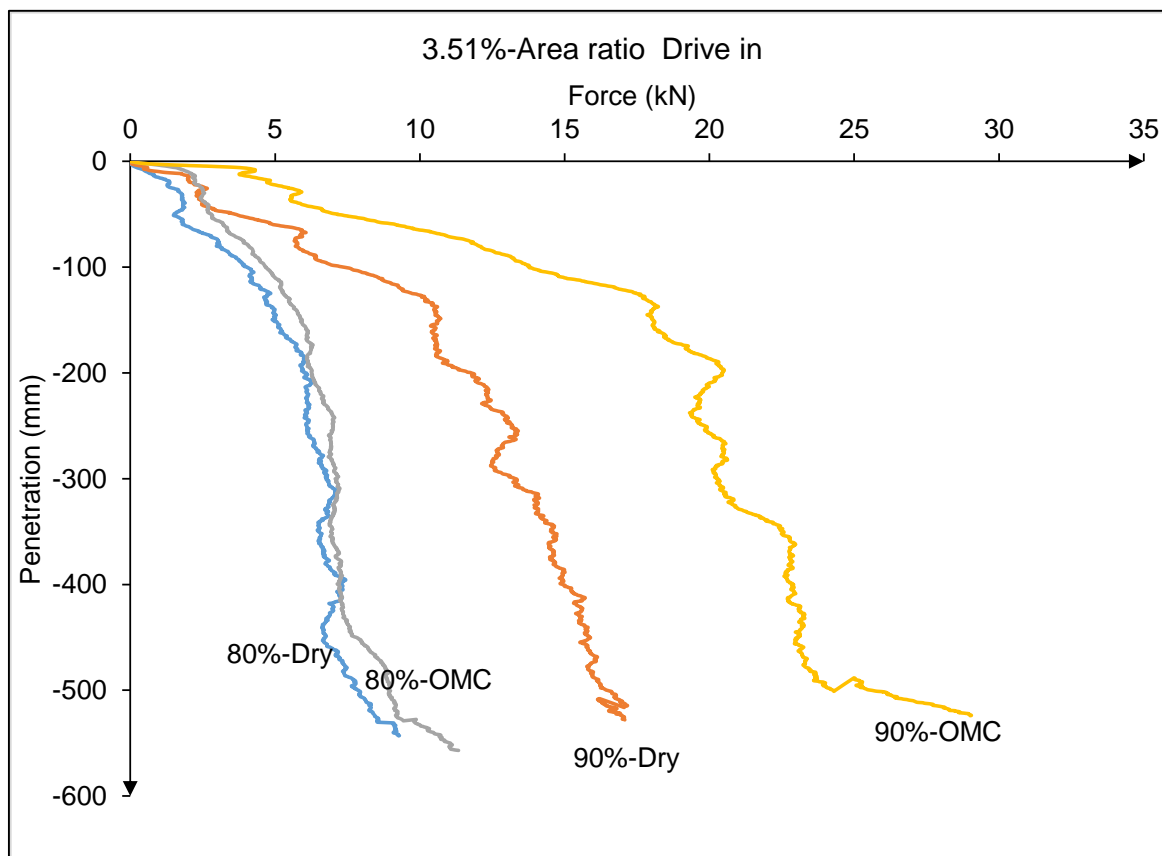 3.51%-Area ratio  Drive in
Force (kN)
0 5 10 15 20 25 30 35
0
-100
-200
-300
-400
-500
-600
Penetration (mm)
80%-Dry
80%-OMC
90%-Dry
90%-OMC